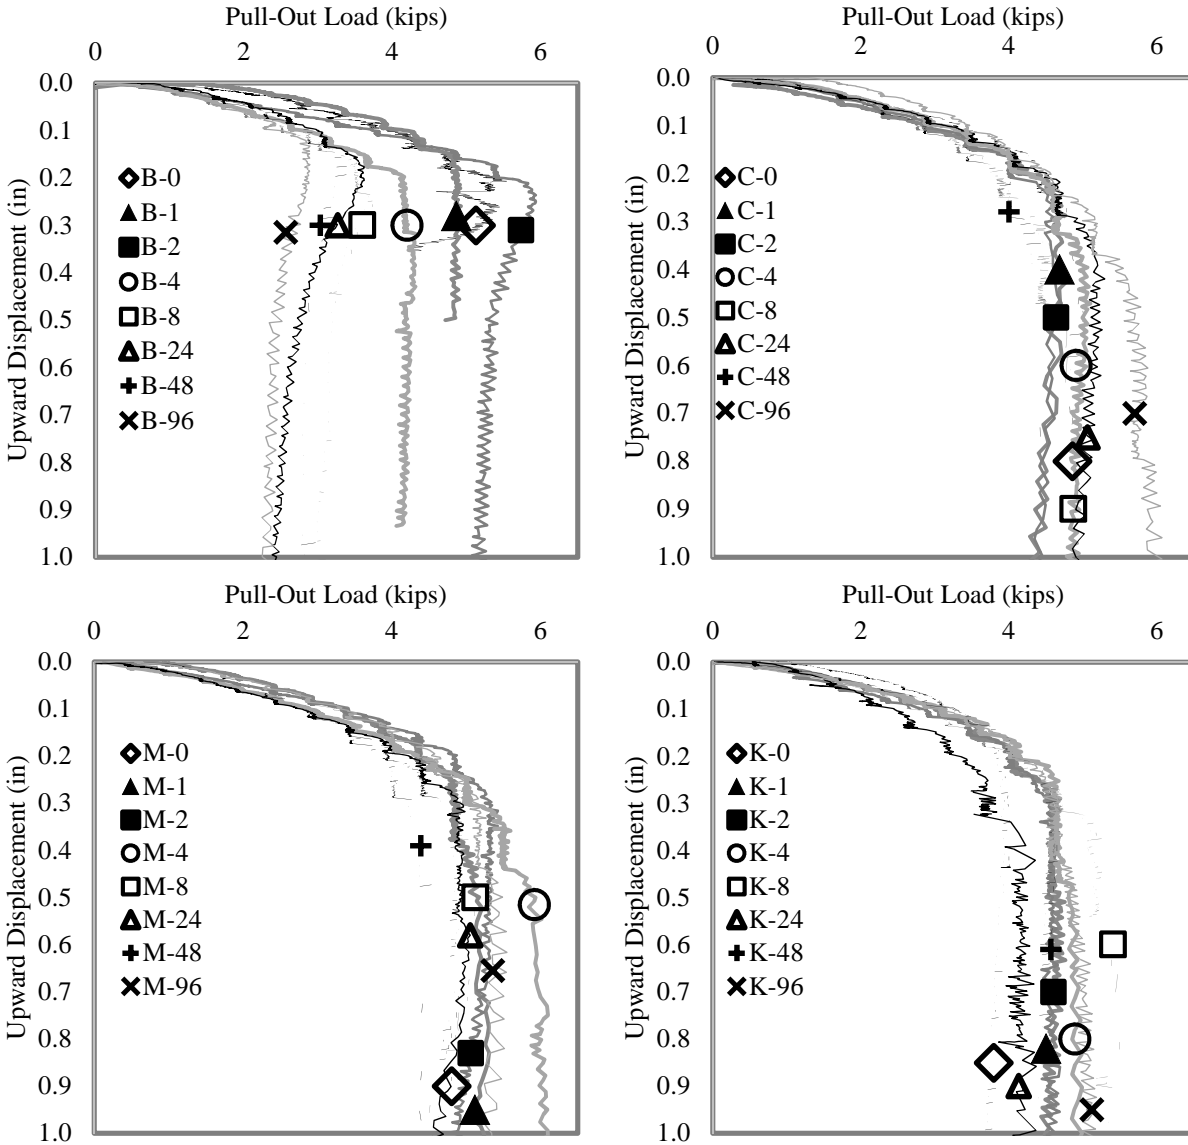 Pull-Out Load (kips)
0 2 4 6
Upward Displacement (in)
0.0
0.1
0.2
0.3
0.4
0.5
0.6
0.7
0.8
0.9
1.0
B-0
B-1
B-2
B-4
B-8
B-24
B-48
B-96
Pull-Out Load (kips)
0 2 4 6
Upward Displacement (in)
0.0
0.1
0.2
0.3
0.4
0.5
0.6
0.7
0.8
0.9
1.0
C-0
C-1
C-2
C-4
C-8
C-24
C-48
C-96
Pull-Out Load (kips)
0 2 4 6
Upward Displacement (in)
0.0
0.1
0.2
0.3
0.4
0.5
0.6
0.7
0.8
0.9
1.0
M-0
M-1
M-2
M-4
M-8
M-24
M-48
M-96
Pull-Out Load (kips)
0 2 4 6
Upward Displacement (in)
0.0
0.1
0.2
0.3
0.4
0.5
0.6
0.7
0.8
0.9
1.0
K-0
K-1
K-2
K-4
K-8
K-24
K-48
K-96